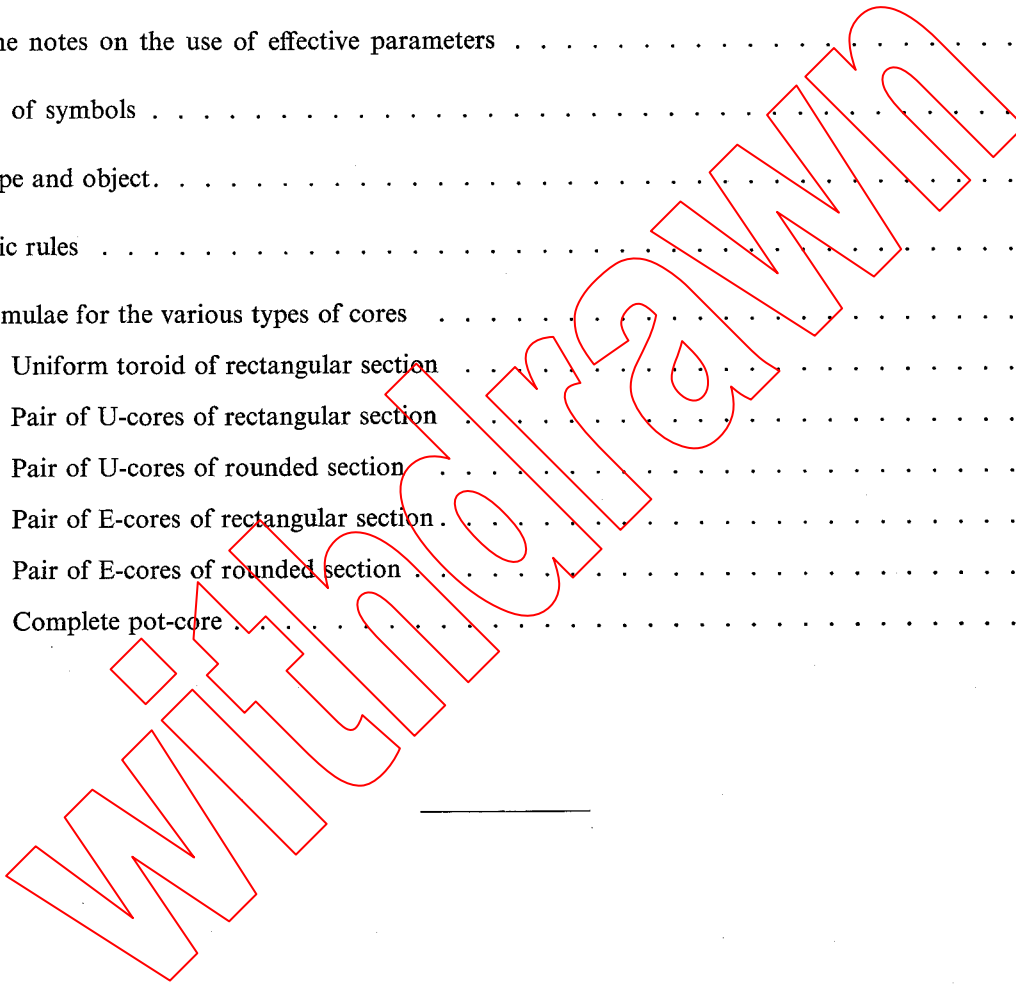 ne notes on the use of effective parameters . . . . . . . . . . . . . . . . . . . .
of symbols . . . . . . . . . . . . . . . . . . . . . . . . . . . . . . . . . .
pe and object. . . . . . . . . . . . . . . . . . . . . . . . . . . . . . . . . .
ic rules . . . . . . . . . . . . . . . . . . . . . . . . . . . . . . . . . . . .
mulae for the various types of cores . . . . . . . . . . . . . . . . . . . . . . .
Uniform toroid of rectangular section . . . . . . . . . . . . . . . . . . . . . .
Pair of U-cores of rectangular section . . . . . . . . . . . . . . . . . . . . . .
Pair of U-cores of rounded section . . . . . . . . . . . . . . . . . . . . . . .
Pair of E-cores of rectangular section . . . . . . . . . . . . . . . . . . . . . . .
Pair of E-cores of rounded section . . . . . . . . . . . . . . . . . . . . . . . .
Complete pot-core . . . . . . . . . . . . . . . . . . . . . . . . . . . . . . .
withdrawn